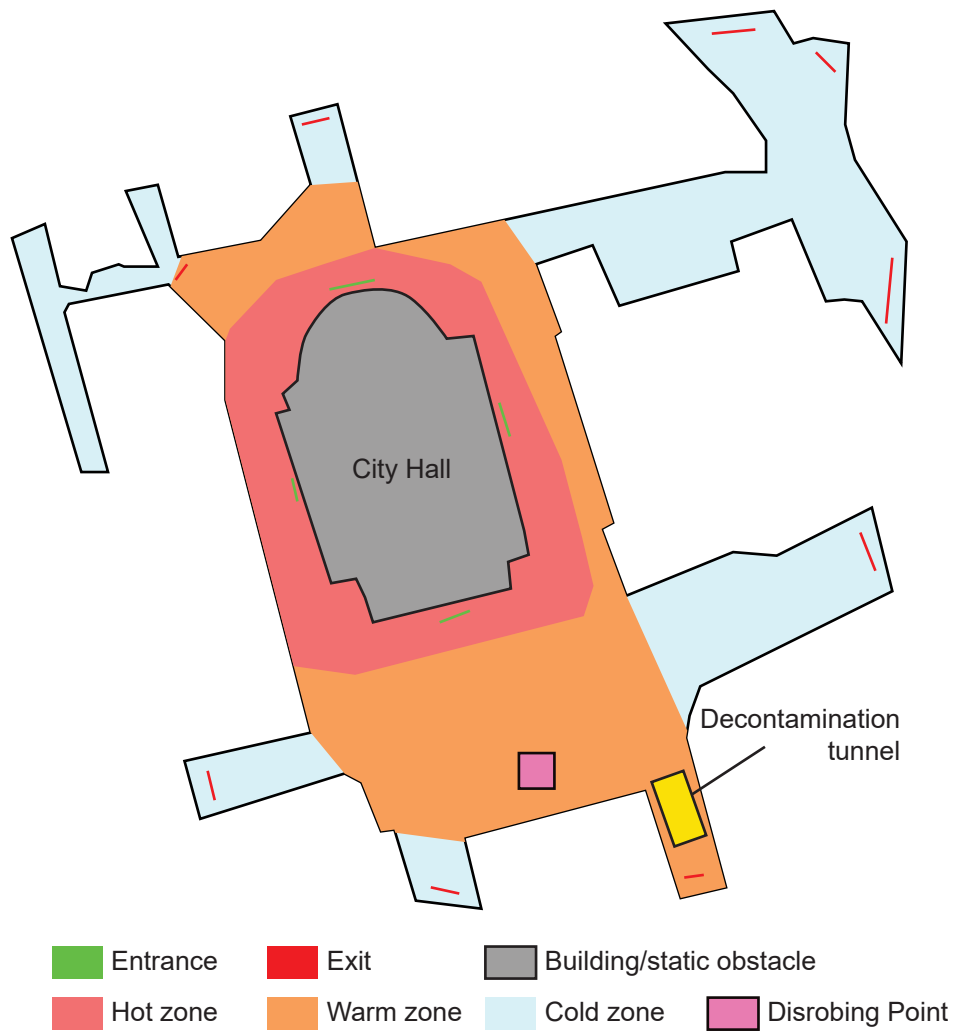 City Hall
Decontamination
tunnel
Entrance
Exit
Building/static obstacle
Hot zone
Warm zone
Cold zone
Disrobing Point